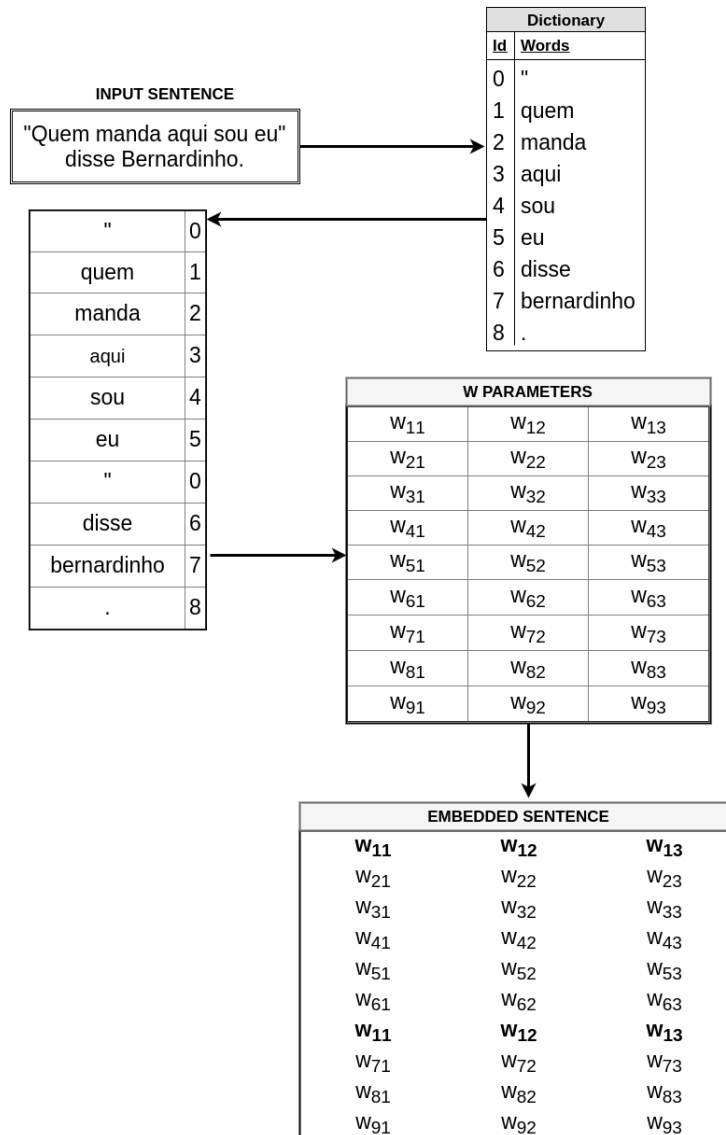 INPUT SENTENCE
"Quem manda aqui sou eu"
disse Bernardinho.
Dictionary
Id Words
0 "
1 quem
2 manda
3 aqui
4 sou
5 eu
6 disse
7 bernardinho
8 .
" 0
quem 1
manda 2
aqui 3
sou 4
eu 5
" 0
disse 6
bernardinho 7
. 8
W PARAMETERS
w11 w12 w13
w21 w22 w23
w31 w32 w33
w41 w42 w43
w51 w52 w53
w61 w62 w63
w71 w72 w73
w81 w82 w83
w91 w92 w93
EMBEDDED SENTENCE
w11 w12 w13
w21 w22 w23
w31 w32 w33
w41 w42 w43
w51 w52 w53
w61 w62 w63
w11 w12 w13
w71 w72 w73
w81 w82 w83
w91 w92 w93